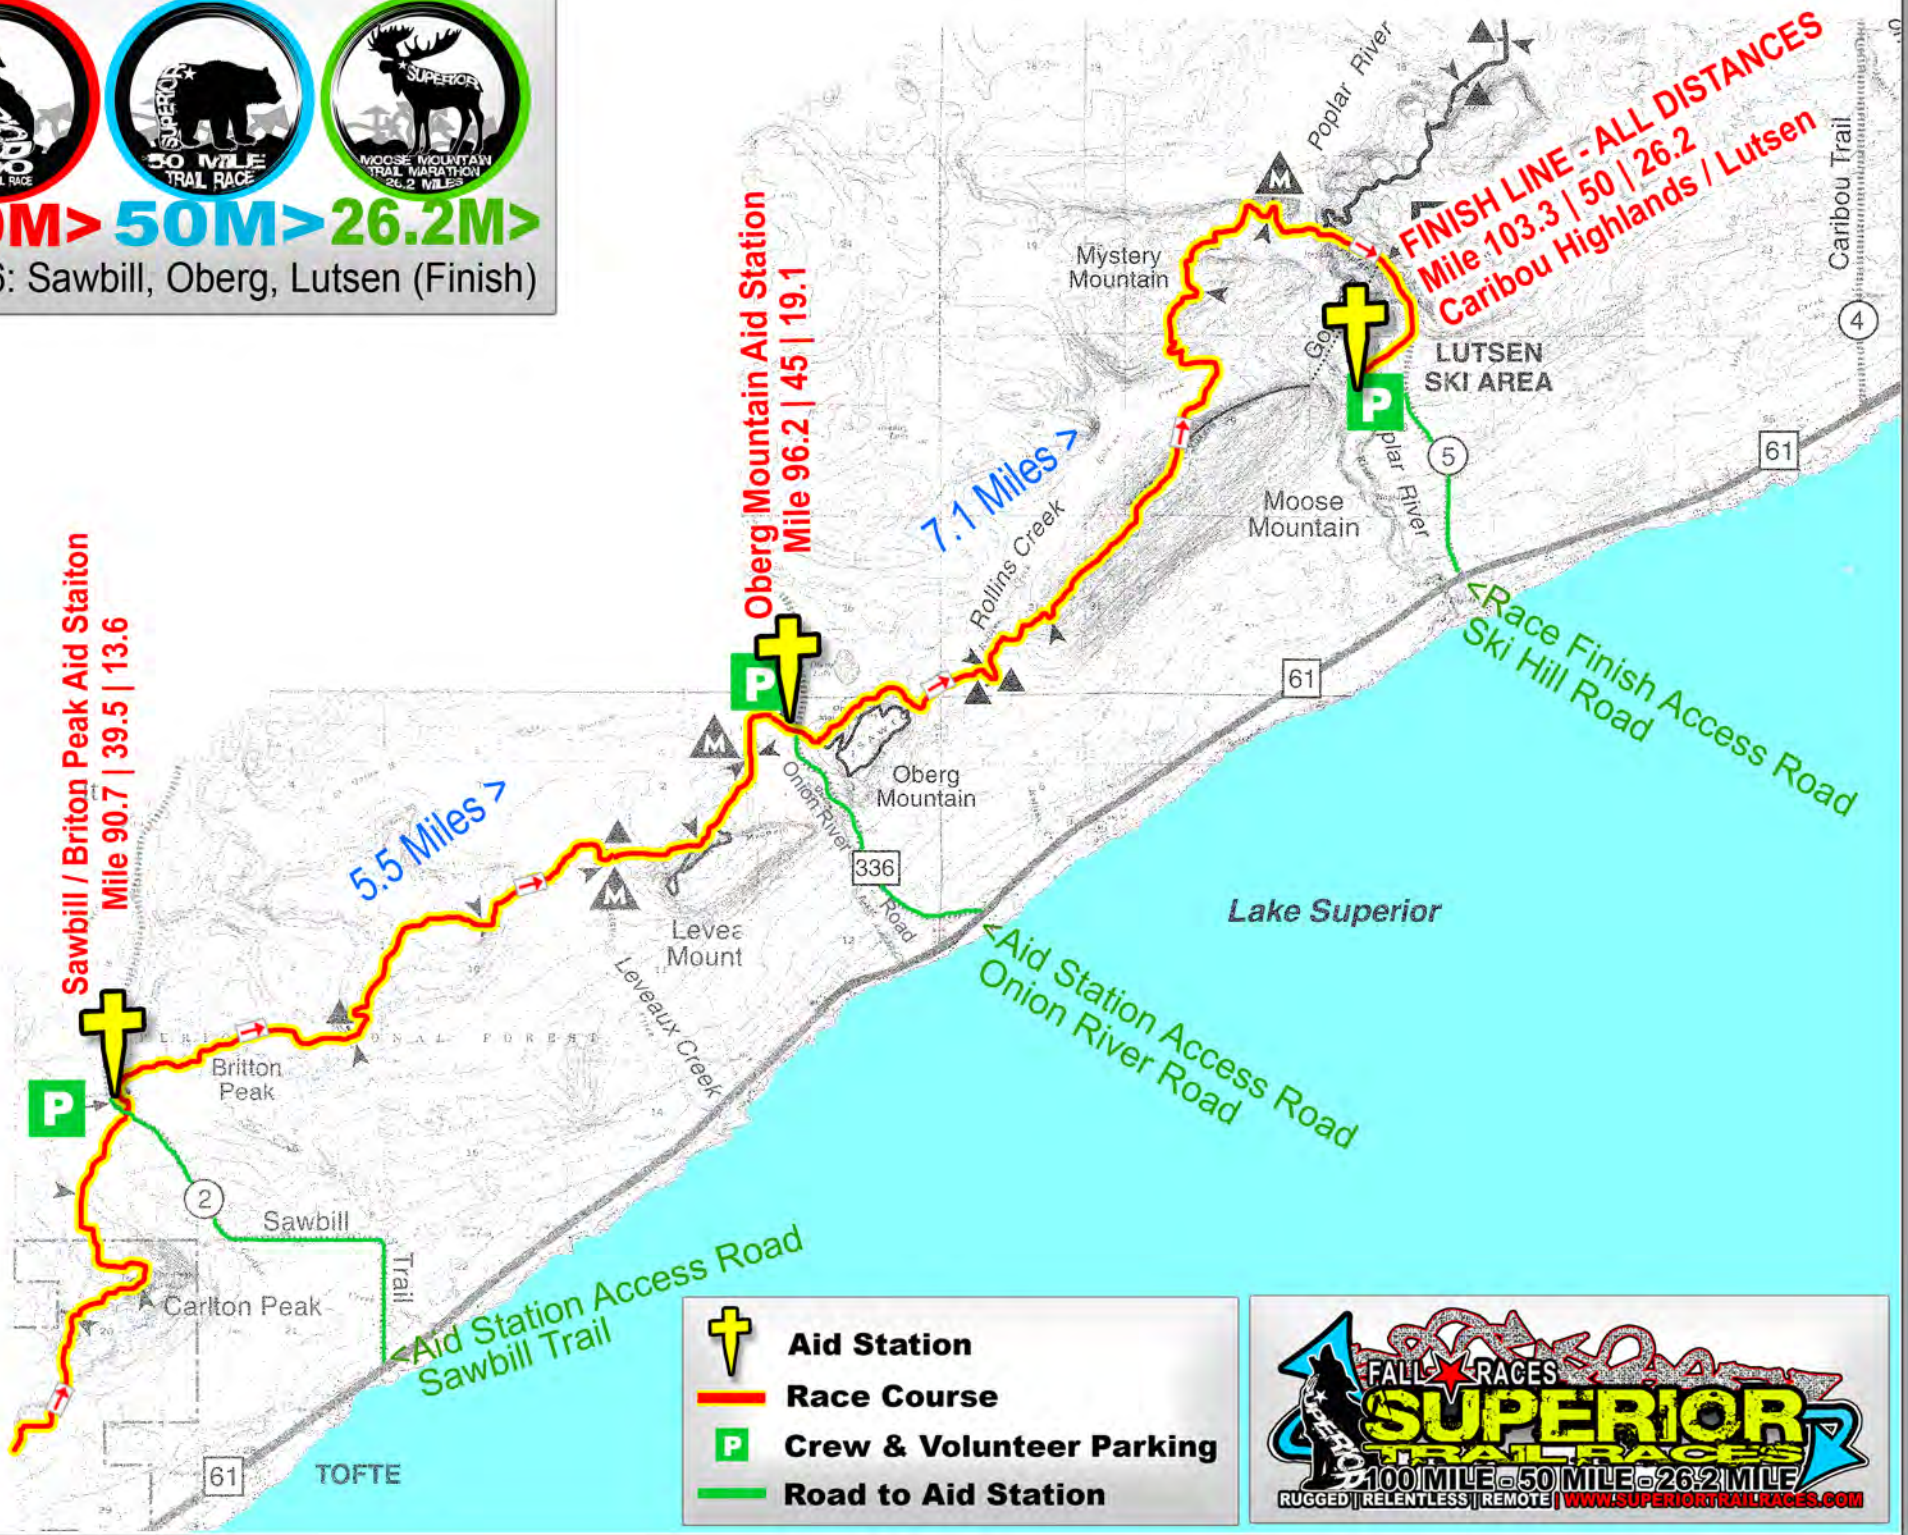 SUPERIOR
50 MILE
TRAIL RACE
SUPERIOR
MOOSE MOUNTAIN
TRAIL MARATHON
26.2 MILES
M> 50M> 26.2M>
: Sawbill, Oberg, Lutsen (Finish)
Poplar River
FINISH LINE - ALL DISTANCES
Mile 103.3 | 50 | 26.2
Caribou Highlands / Lutsen
Caribou Trail
4
M
Mystery
Mountain
Oberg Mountain Aid Station
Mile 96.2 | 45 | 19.1
LUTSEN
SKI AREA
P
plar River
5
61
7.1 Miles >
Rollins Creek
Moose
Mountain
<Race Finish Access Road
Ski Hill Road
61
Sawbill / Briton Peak Aid Staiton
Mile 90.7 | 39.5 | 13.6
P
M
Oberg
Mountain
Onion River
336
Road
5.5 Miles >
M
Levea
Mount
Leveaux Creek
Lake Superior
<Aid Station Access Road
Onion River Road
ONAL FOREST
Britton
Peak
P
2
Sawbill
Trail
Carlton Peak
<Aid Station Access Road
Sawbill Trail
61
TOFTE
Aid Station
Race Course
P Crew & Volunteer Parking
Road to Aid Station
FALL RACES
SUPERIOR
SUPERIOR
TRAIL RACES
100 MILE - 50 MILE - 26.2 MILE
RUGGED | RELENTLESS | REMOTE | WWW.SUPERIORTRAILRACES.COM